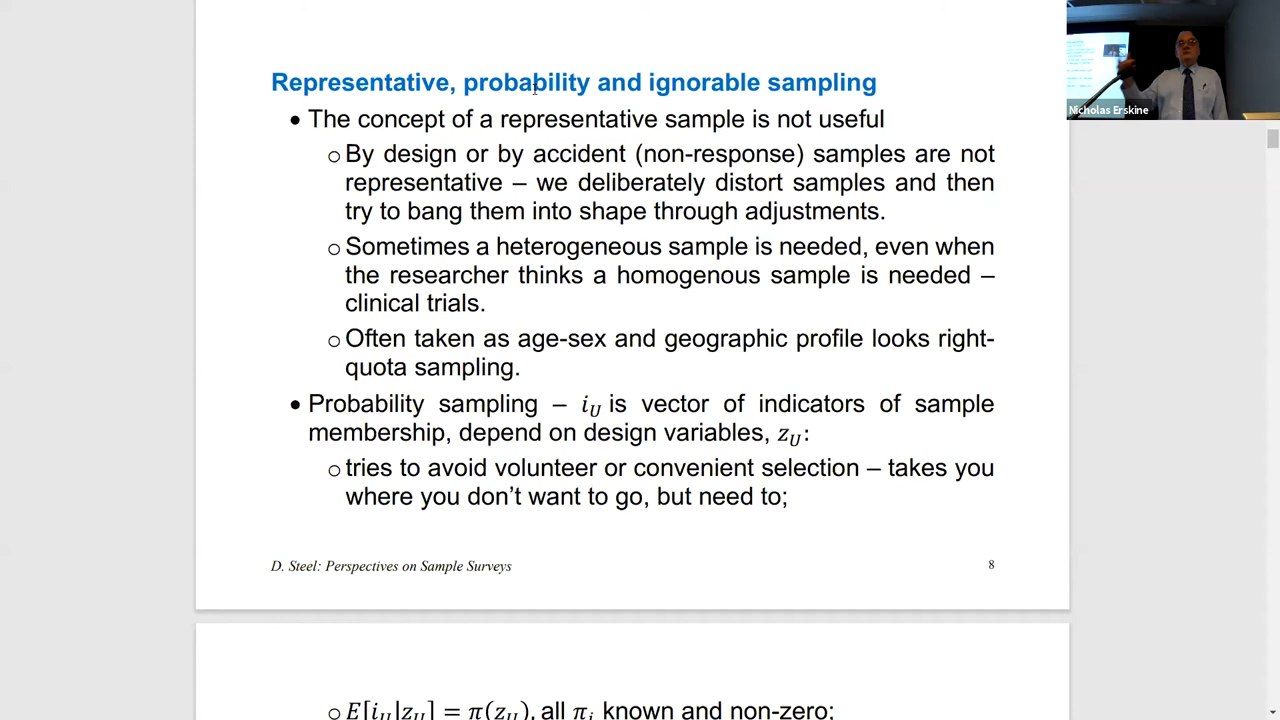 Representative, probability and ignorable sampling
• The concept of a representative sample is not useful
o By design or by accident (non-response) samples are not
representative – we deliberately distort samples and then
try to bang them into shape through adjustments.
o Sometimes a heterogeneous sample is needed, even when
the researcher thinks a homogenous sample is needed –
clinical trials.
o Often taken as age-sex and geographic profile looks right-
quota sampling.
• Probability sampling – i_U is vector of indicators of sample
membership, depend on design variables, z_U:
o tries to avoid volunteer or convenient selection – takes you
where you don't want to go, but need to;
D. Steel: Perspectives on Sample Surveys
8
o E[i_U|z_U] = π(z_U), all π_i known and non-zero;
Nicholas Erskine